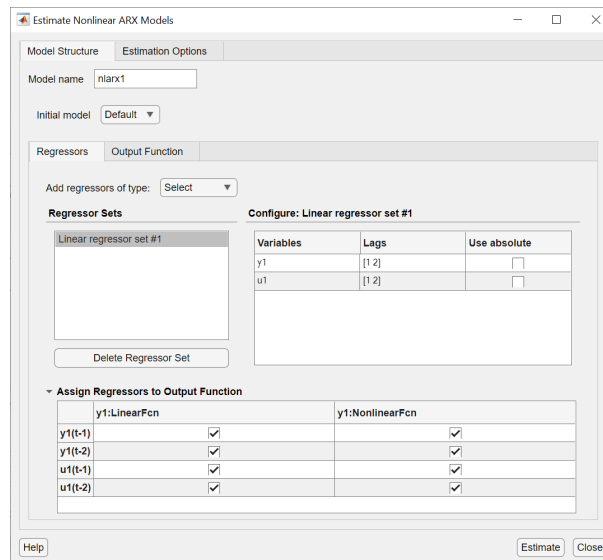 Estimate Nonlinear ARX Models
Model Structure Estimation Options
Model name nlarx1
Initial model Default
Regressors Output Function
Add regressors of type: Select
Regressor Sets Configure: Linear regressor set #1
Linear regressor set #1
Variables Lags Use absolute
y1 [1 2]
u1 [1 2]
Delete Regressor Set
Assign Regressors to Output Function
y1:LinearFcn y1:NonlinearFcn
y1(t-1)
y1(t-2)
u1(t-1)
u1(t-2)
Help Estimate Close